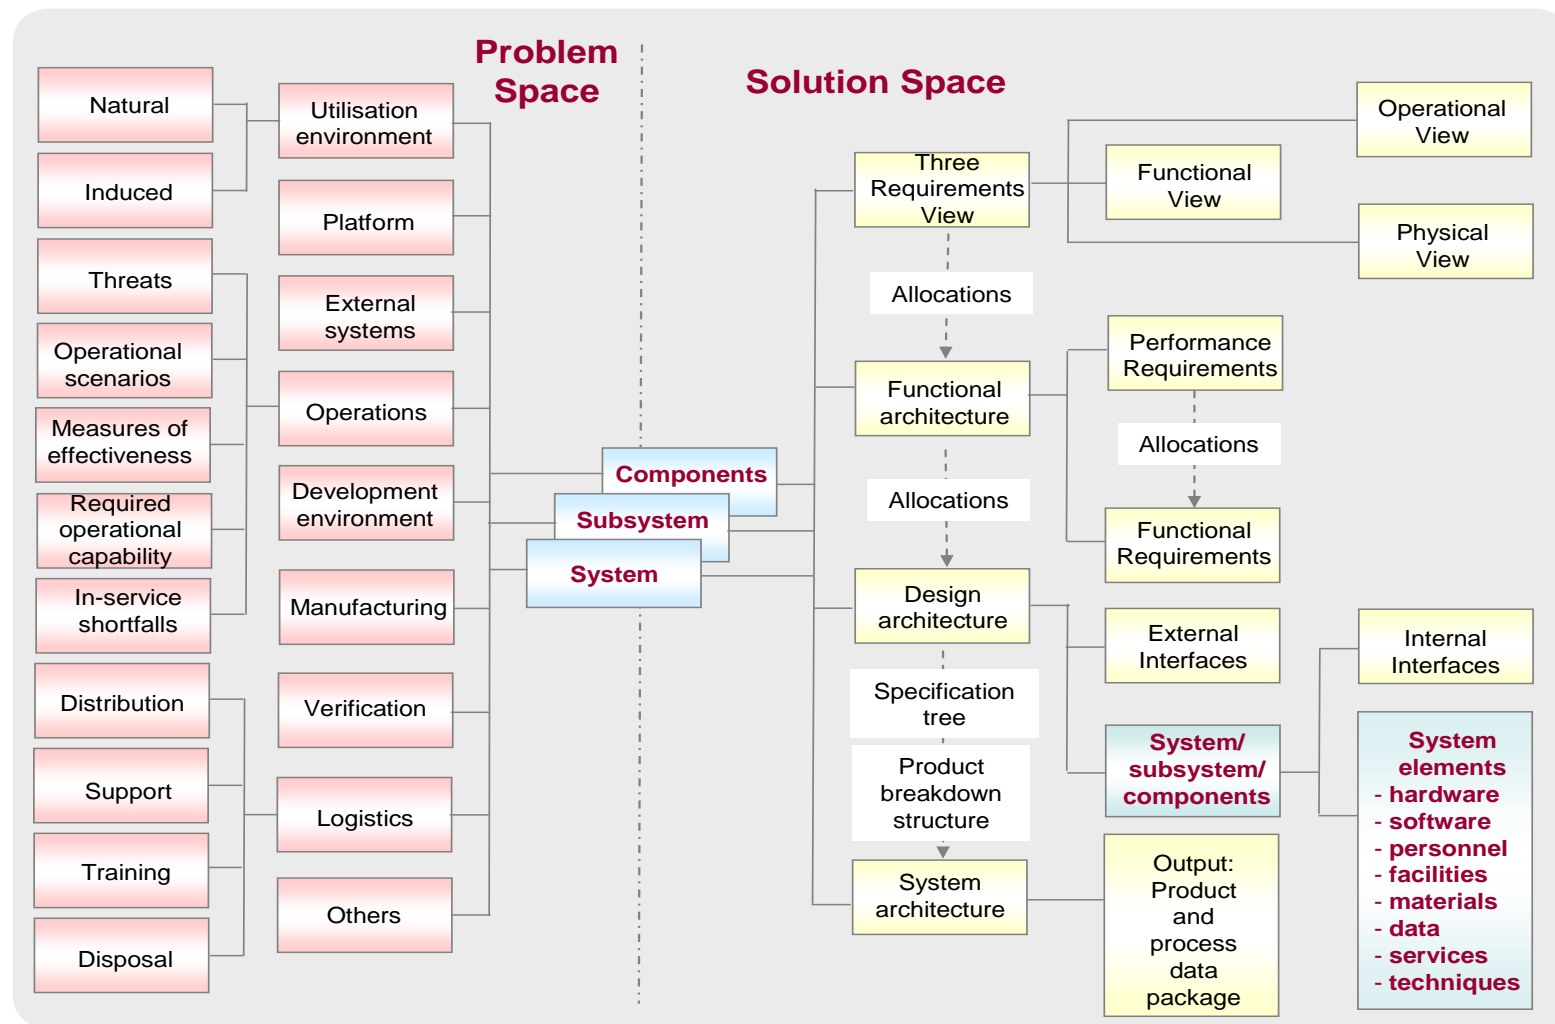 Problem
Space
Solution Space
Natural
Induced
Threats
Operational
scenarios
Measures of
effectiveness
Required
operational
capability
In-service
shortfalls
Distribution
Support
Training
Disposal
Utilisation
environment
Platform
External
systems
Operations
Development
environment
Manufacturing
Verification
Logistics
Others
Components
Subsystem
System
Three
Requirements
View
Allocations
Functional
architecture
Allocations
Design
architecture
Specification
tree
Product
breakdown
structure
System
architecture
Operational
View
Functional
View
Physical
View
Performance
Requirements
Allocations
Functional
Requirements
External
Interfaces
System/
subsystem/
components
Output:
Product
and
process
data
package
Internal
Interfaces
System
elements
- hardware
- software
- personnel
- facilities
- materials
- data
- services
- techniques